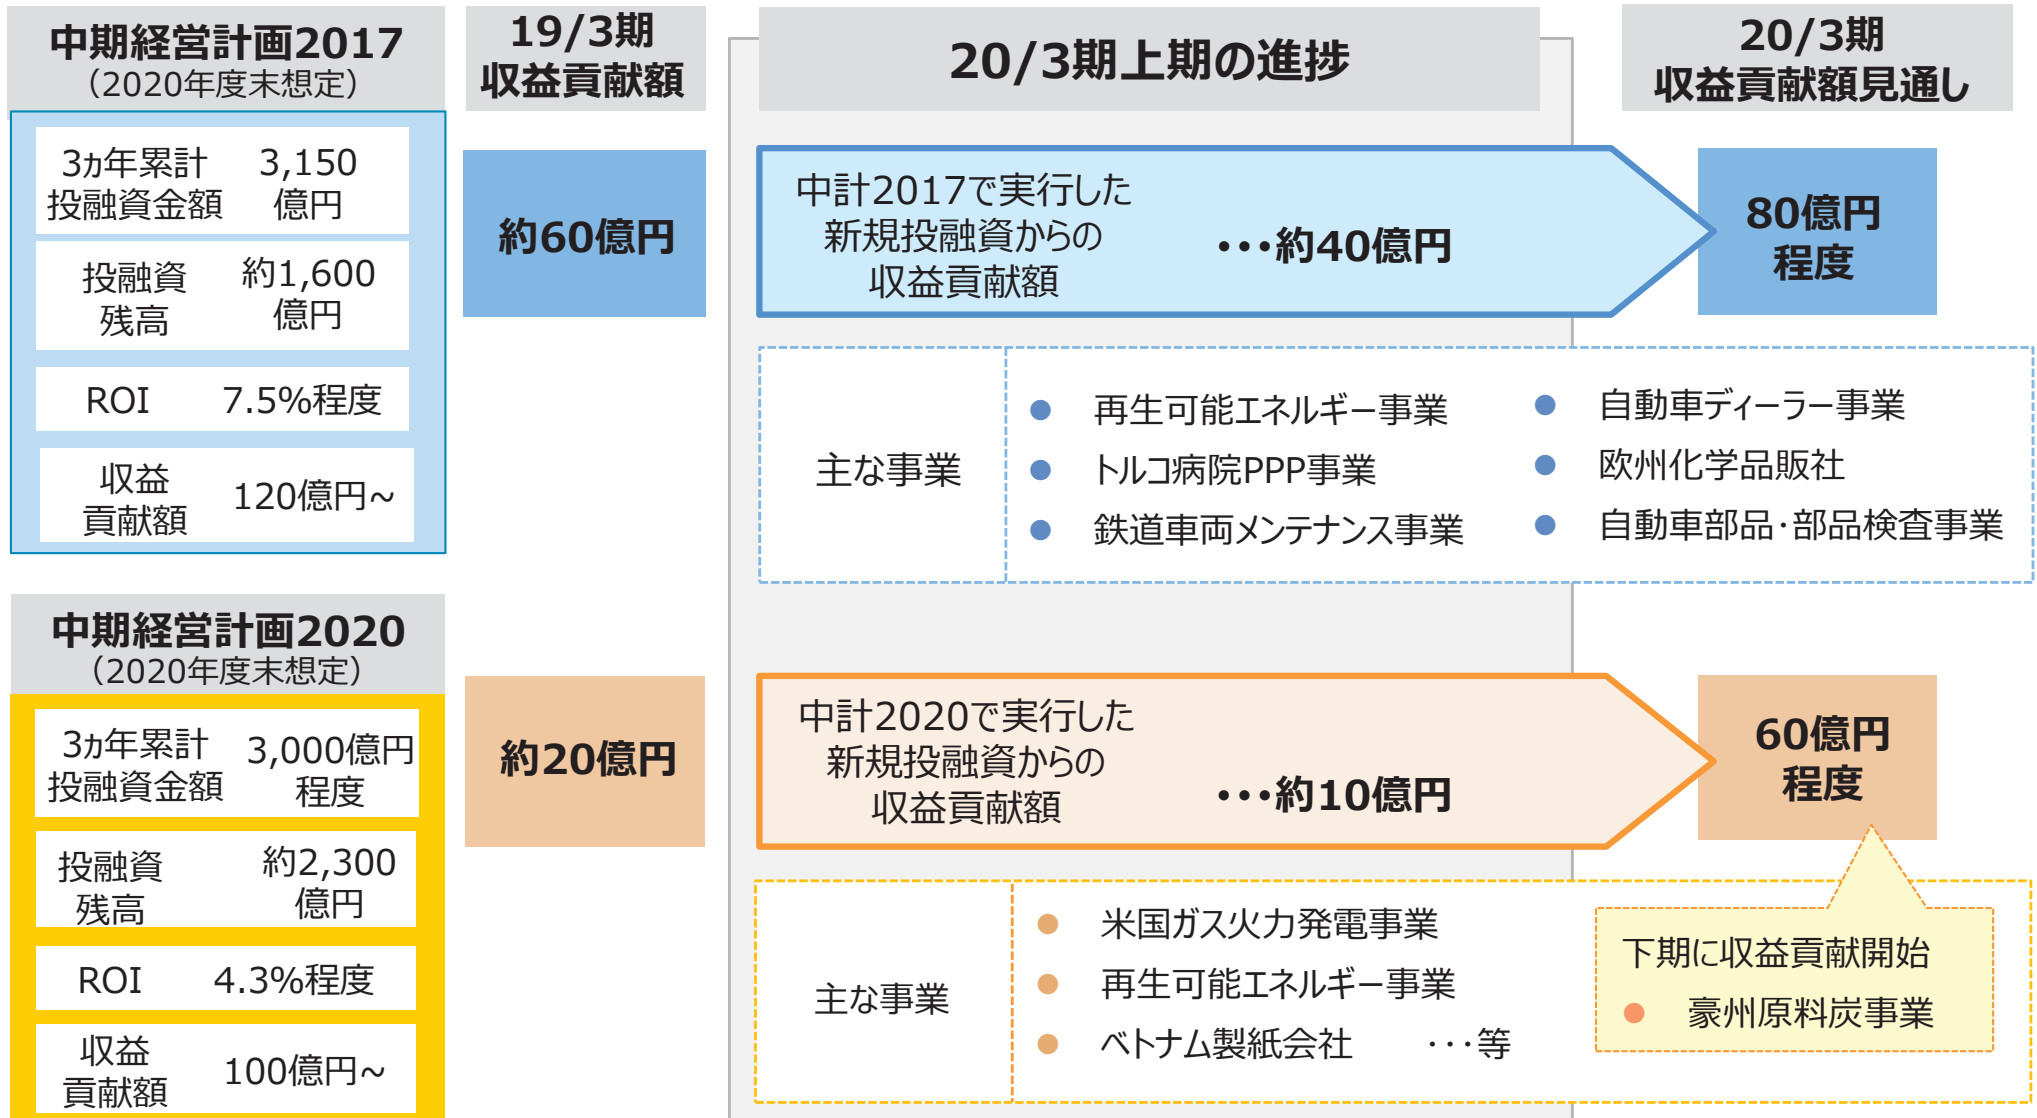 中期経営計画2017
（2020年度末想定）
19/3期
収益貢献額
20/3期上期の進捗
20/3期
収益貢献額見通し
3ヵ年累計
投融資金額
3,150
億円
投融資
残高
約1,600
億円
ROI
7.5%程度
収益
貢献額
120億円~
約60億円
中計2017で実行した
新規投融資からの
収益貢献額
･･･約40億円
80億円
程度
主な事業
● 再生可能エネルギー事業
● トルコ病院PPP事業
● 鉄道車両メンテナンス事業
● 自動車ディーラー事業
● 欧州化学品販社
● 自動車部品･部品検査事業
中期経営計画2020
（2020年度末想定）
3ヵ年累計
投融資金額
3,000億円
程度
投融資
残高
約2,300
億円
ROI
4.3%程度
収益
貢献額
100億円~
約20億円
中計2020で実行した
新規投融資からの
収益貢献額
･･･約10億円
60億円
程度
主な事業
● 米国ガス火力発電事業
● 再生可能エネルギー事業
● ベトナム製紙会社 ･･･等
下期に収益貢献開始
● 豪州原料炭事業